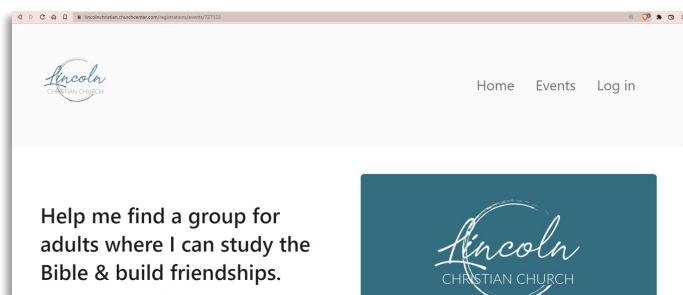 lincolnchristian.churchcenter.com/registrations/events/737103
Lincoln
CHRISTIAN CHURCH
Home Events Log in
Help me find a group for
adults where I can study the
Bible & build friendships.
Lincoln
CHRISTIAN CHURCH